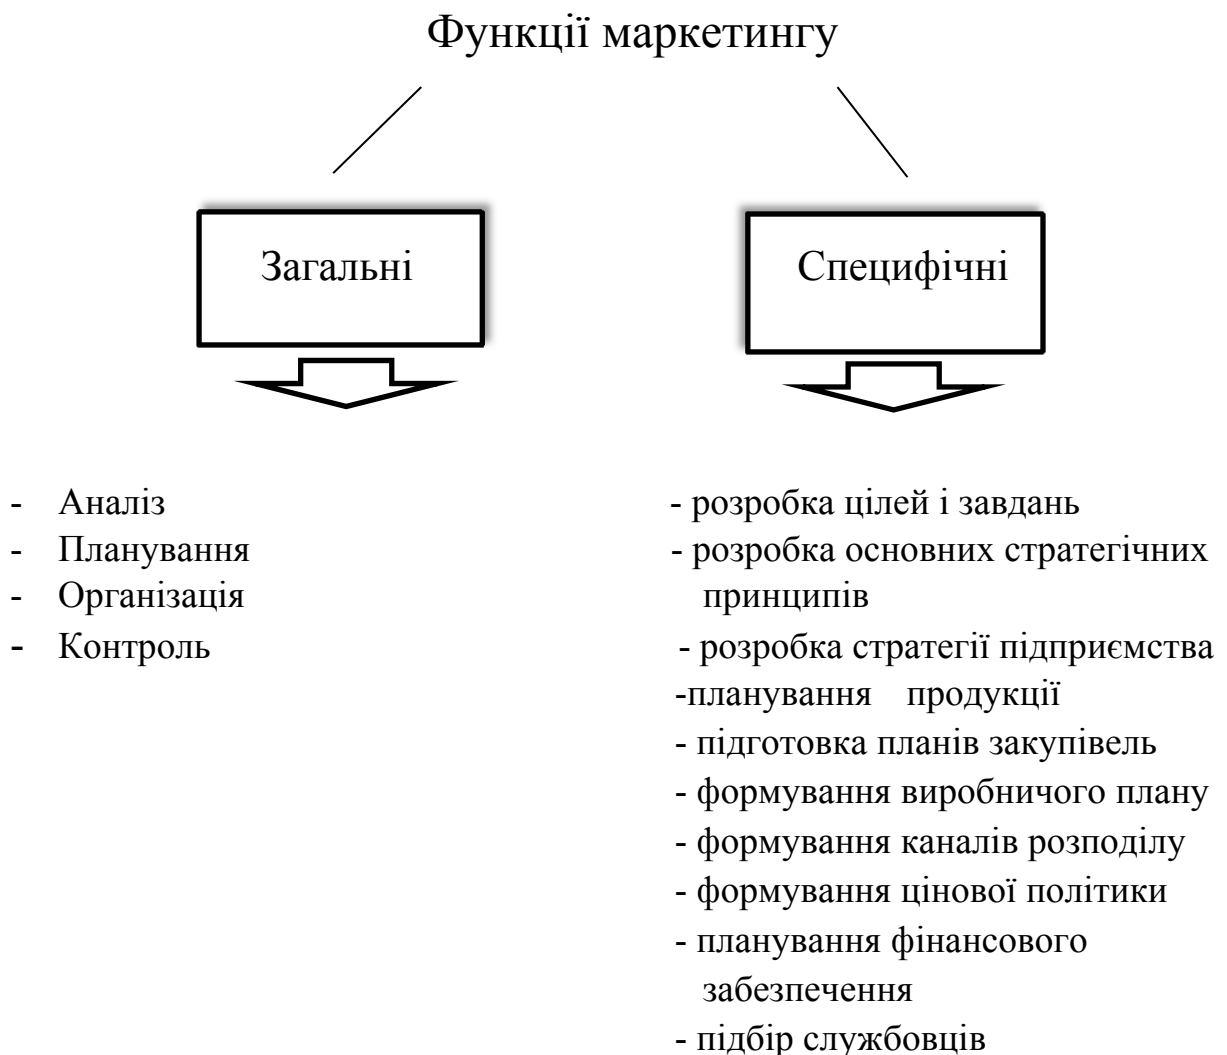 Функції маркетингу
Загальні
Специфічні
- Аналіз
- Планування
- Організація
- Контроль
- розробка цілей і завдань
- розробка основних стратегічних
принципів
- розробка стратегії підприємства
-планування продукції
- підготовка планів закупівель
- формування виробничого плану
- формування каналів розподілу
- формування цінової політики
- планування фінансового
забезпечення
- підбір службовців